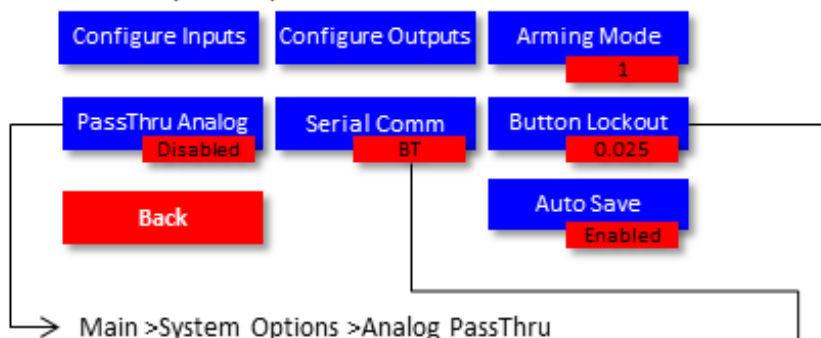 Configure Inputs Configure Outputs Arming Mode
1
PassThru Analog Serial Comm Button Lockout
Disabled BT 0.025
Back
Auto Save
Enabled
Main >System Options >Analog PassThru